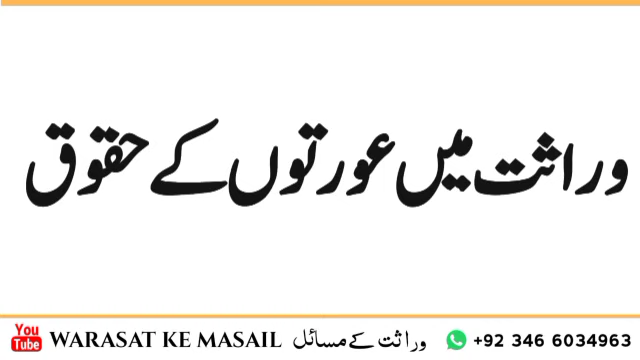 وراثت میں عورتوں کے حقوق
You Tube WARASAT KE MASAIL وراثت کے مسائل +92 346 6034963